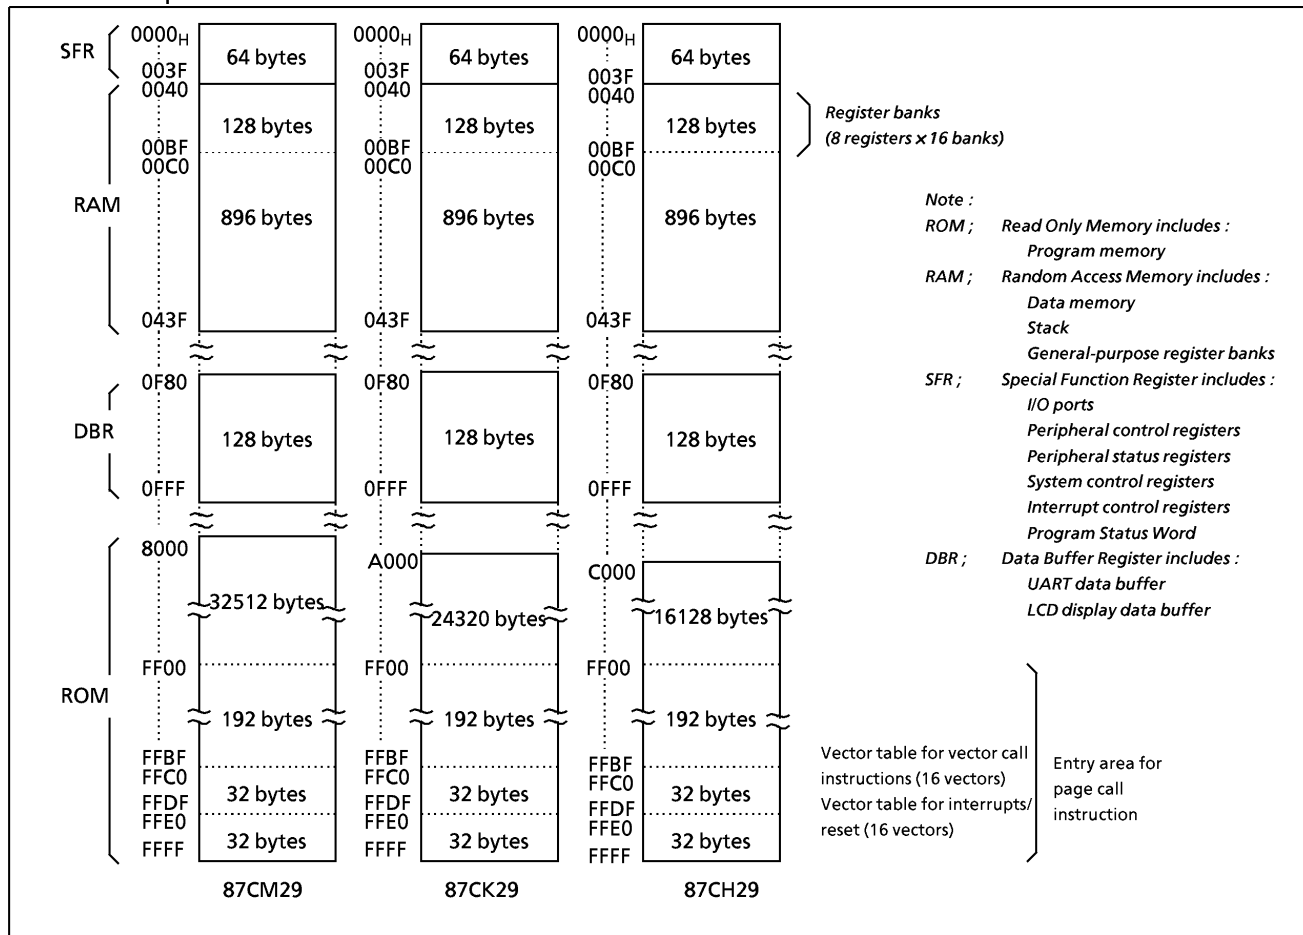 SFR
RAM
DBR
ROM
0000H
003F
0040
00BF
00C0
043F
0F80
0FFF
8000
FF00
FFBF
FFC0
FFDF
FFE0
FFFF
64 bytes
128 bytes
896 bytes
128 bytes
32512 bytes
192 bytes
32 bytes
32 bytes
87CM29
0000H
003F
0040
00BF
00C0
043F
0F80
0FFF
A000
FF00
FFBF
FFC0
FFDF
FFE0
FFFF
64 bytes
128 bytes
896 bytes
128 bytes
24320 bytes
192 bytes
32 bytes
32 bytes
87CK29
0000H
003F
0040
00BF
00C0
043F
0F80
0FFF
C000
FF00
FFBF
FFC0
FFDF
FFE0
FFFF
64 bytes
128 bytes
896 bytes
128 bytes
16128 bytes
192 bytes
32 bytes
32 bytes
87CH29
Register banks
(8 registers × 16 banks)
Note :
ROM ; Read Only Memory includes :
Program memory
RAM ; Random Access Memory includes :
Data memory
Stack
General-purpose register banks
SFR ; Special Function Register includes :
I/O ports
Peripheral control registers
Peripheral status registers
System control registers
Interrupt control registers
Program Status Word
DBR ; Data Buffer Register includes :
UART data buffer
LCD display data buffer
Vector table for vector call
instructions (16 vectors)
Vector table for interrupts/
reset (16 vectors)
Entry area for
page call
instruction